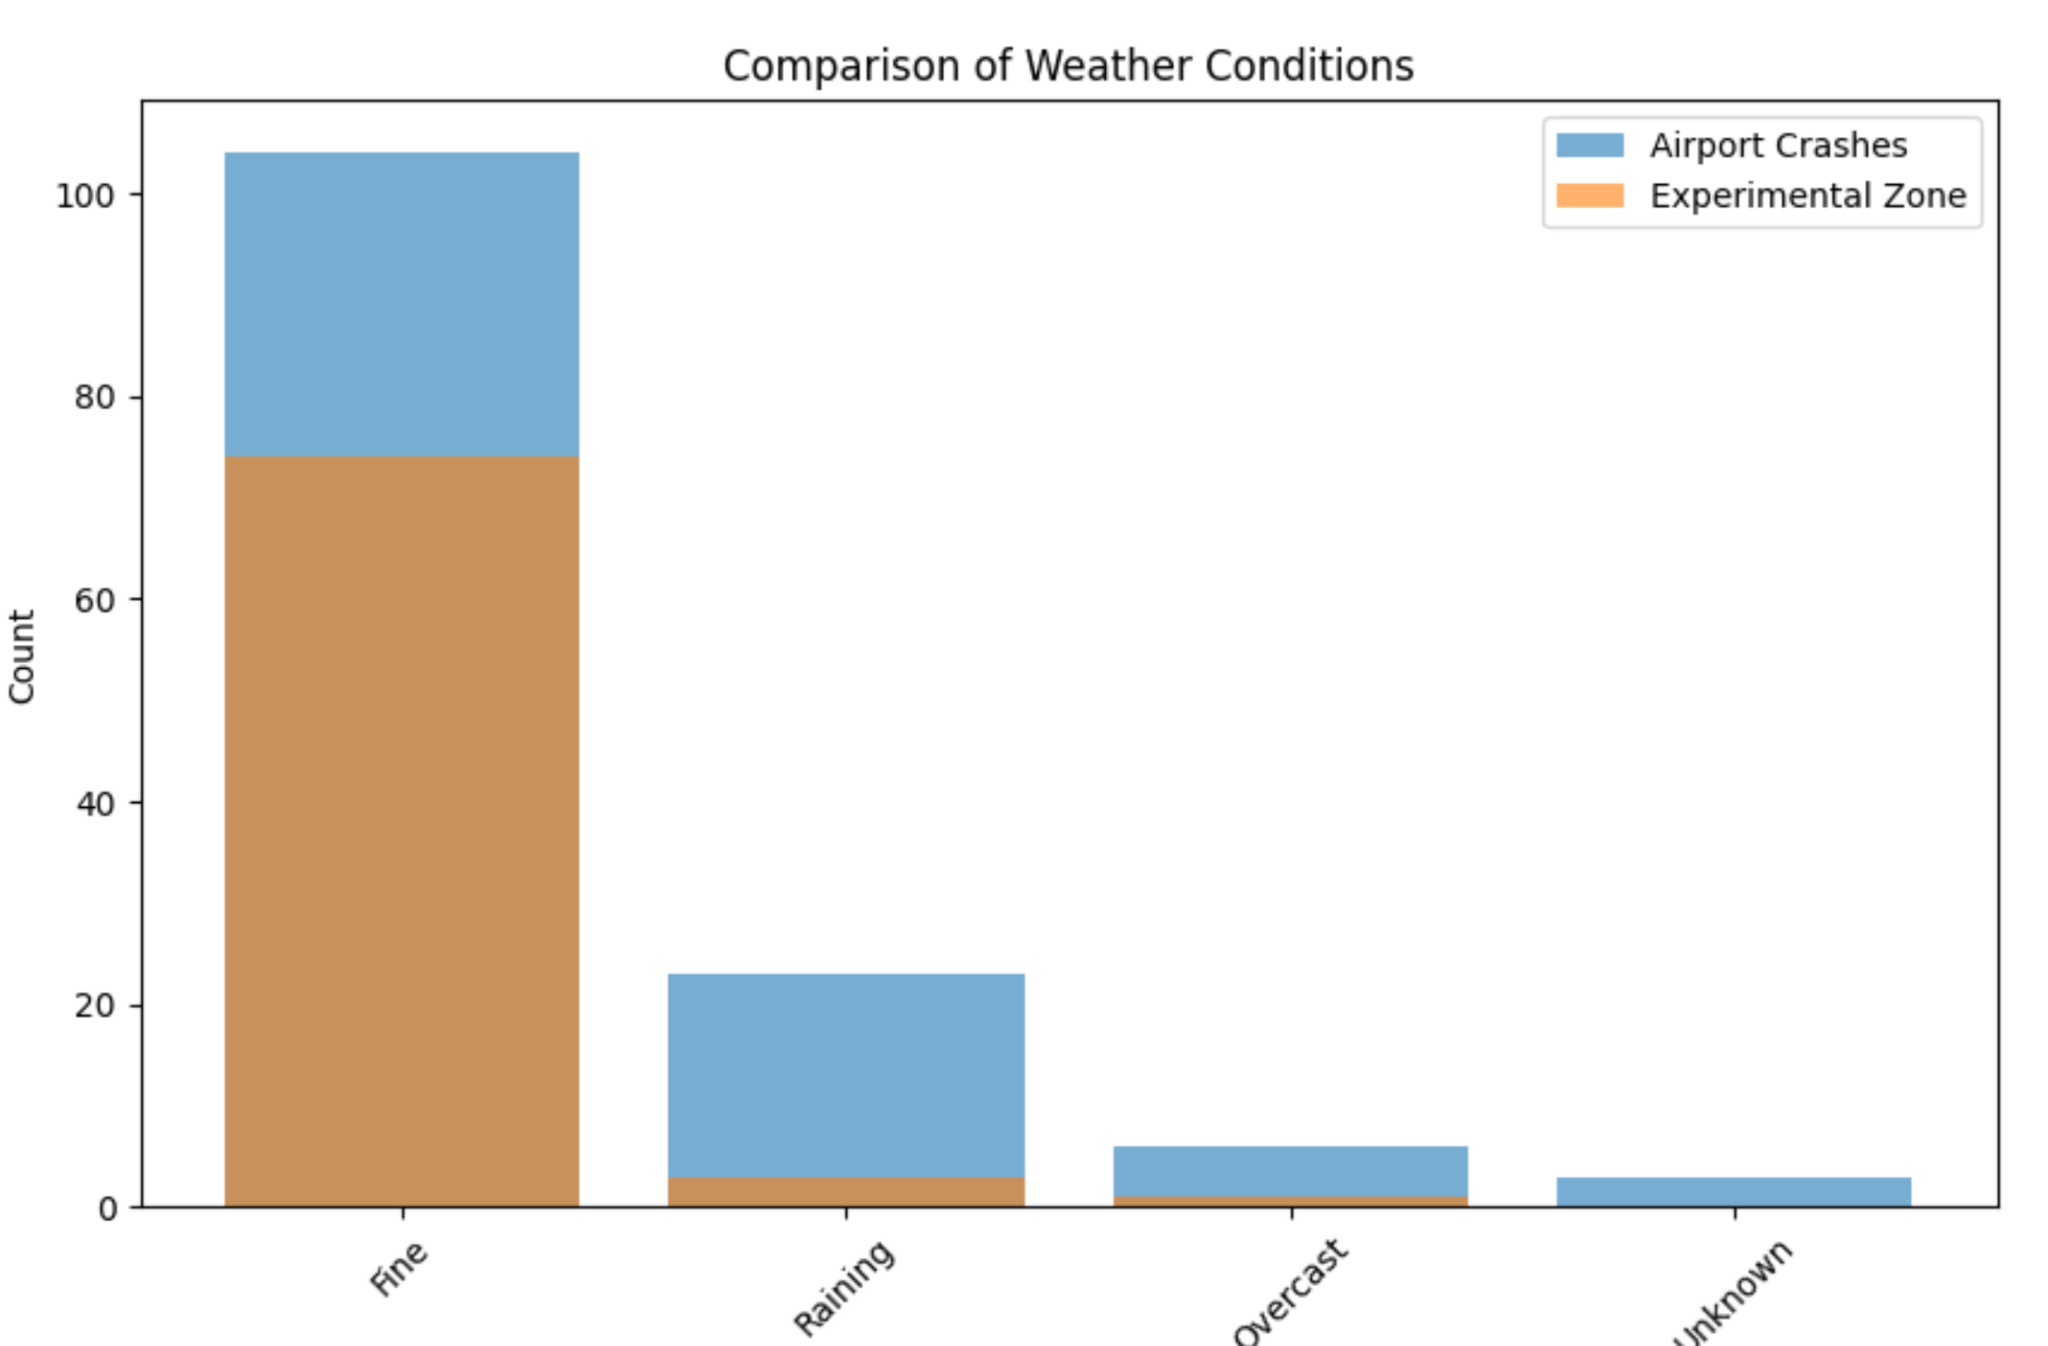 Comparison of Weather Conditions
Airport Crashes
Experimental Zone
100
80
60
40
20
0
Count
Fine
Raining
Overcast
Unknown